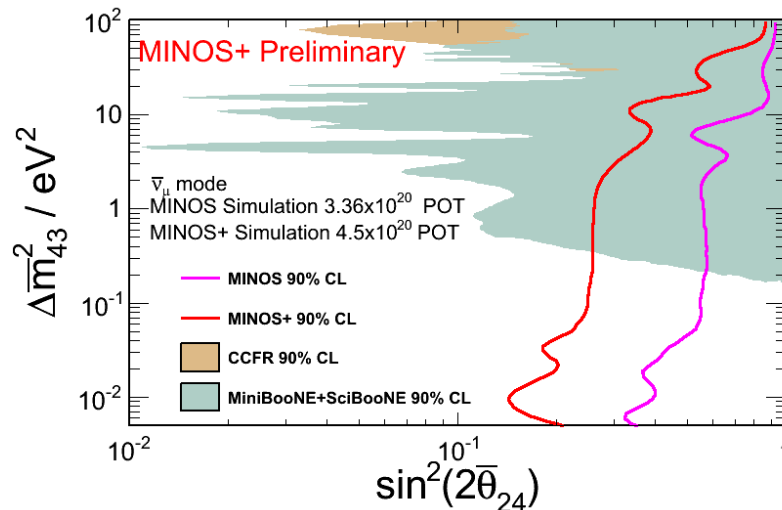 10²
MINOS+ Preliminary
10
ν̅μ mode
MINOS Simulation 3.36x10²⁰ POT
1
MINOS+ Simulation 4.5x10²⁰ POT
Δm̅²₄₃ / eV²
MINOS 90% CL
10⁻¹
MINOS+ 90% CL
CCFR 90% CL
MiniBooNE+SciBooNE 90% CL
10⁻²
10⁻² 10⁻¹ 1
sin²(2θ̅₂₄)